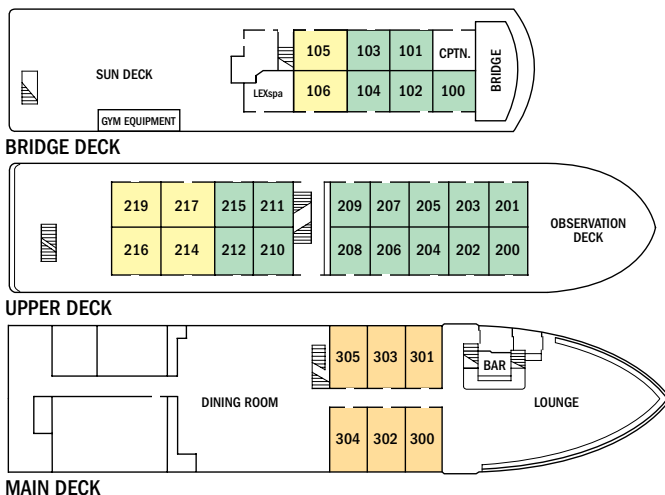 105 103 101 CPTN.
SUN DECK
BRIDGE
LEXspa 106 104 102 100
GYM EQUIPMENT
BRIDGE DECK
219 217 215 211 209 207 205 203 201
OBSERVATION
DECK
216 214 212 210 208 206 204 202 200
UPPER DECK
305 303 301
BAR
DINING ROOM
LOUNGE
304 302 300
MAIN DECK